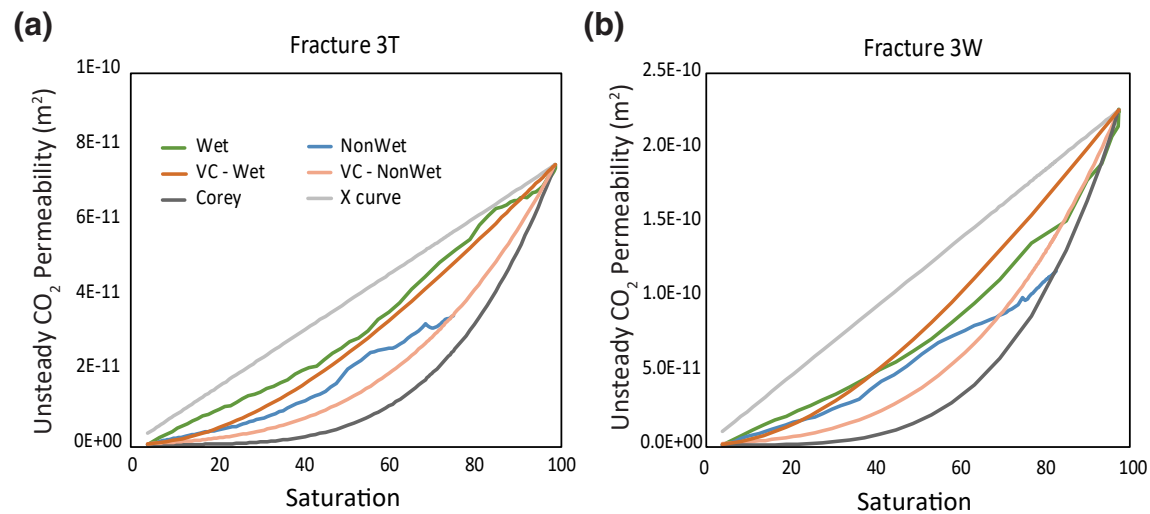 (a)
Fracture 3T
Unsteady CO₂ Permeability (m²)
1E-10
8E-11
6E-11
4E-11
2E-11
0E+00
Wet
NonWet
VC - Wet
VC - NonWet
Corey
X curve
0
20
40
60
80
100
Saturation
(b)
Fracture 3W
Unsteady CO₂ Permeability (m²)
2.5E-10
2.0E-10
1.5E-10
1.0E-10
5.0E-11
0.0E+00
0
20
40
60
80
100
Saturation